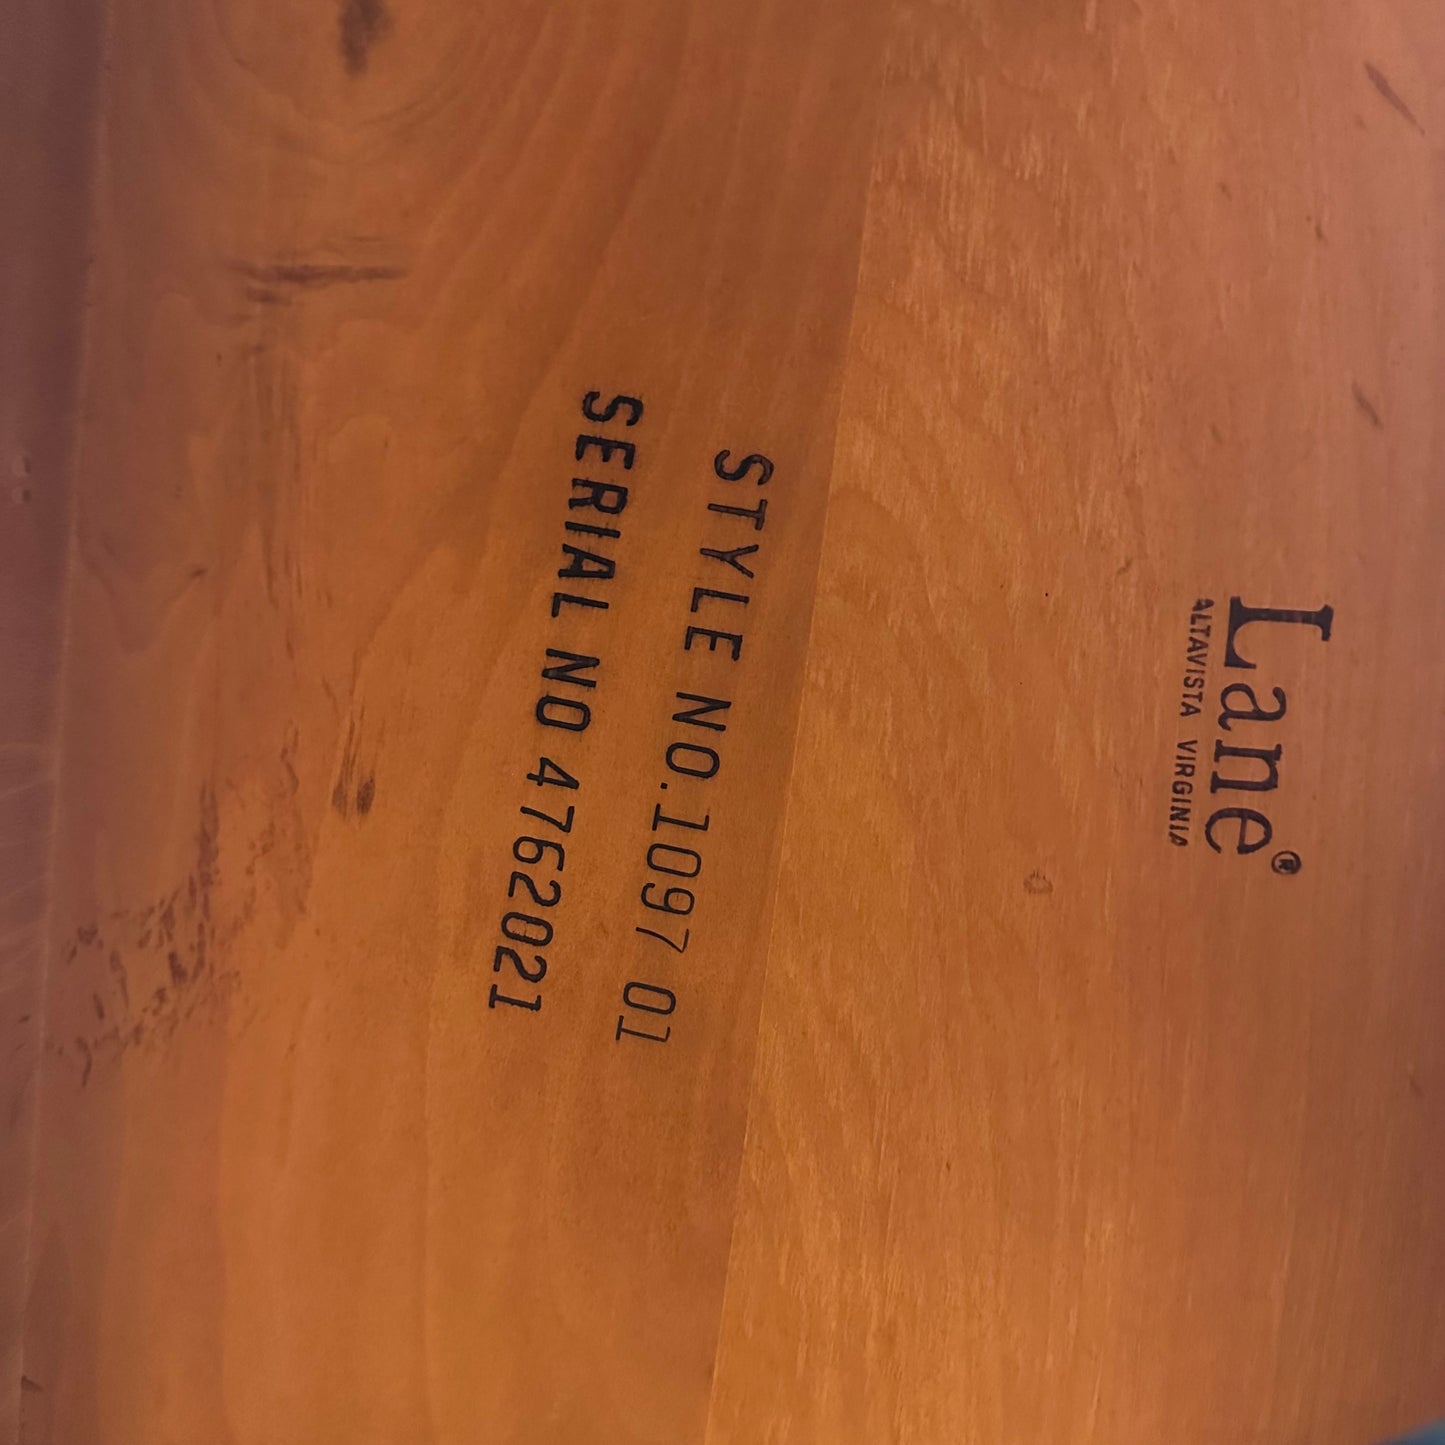 Lane®
ALTAVISTA VIRGINIA
STYLE NO.1097 01
SERIAL NO 4762021